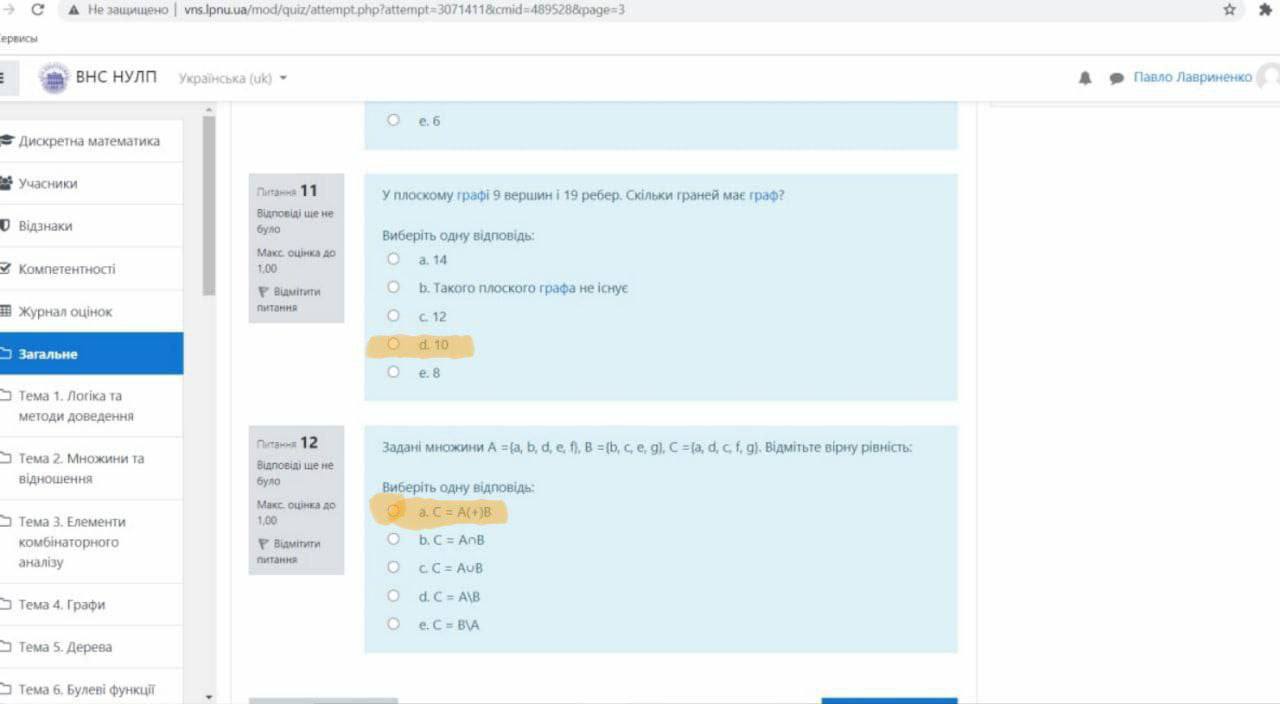 Не защищено | vns.lpnu.ua/mod/quiz/attempt.php?attempt=3071411&cmid=489528&page=3
ервисы
ВНС НУЛП
Українська (uk)
Павло Лавриненко
Дискретна математика
Учасники
Відзнаки
Компетентності
Журнал оцінок
Загальне
Тема 1. Логіка та
методи доведення
Тема 2. Множини та
відношення
Тема 3. Елементи
комбінаторного
аналізу
Тема 4. Графи
Тема 5. Дерева
Тема 6. Булеві функції
e. 6
Питання 11
Відповіді ще не
було
Макс. оцінка до
1,00
Відмітити
питання
У плоскому графі 9 вершин і 19 ребер. Скільки граней має граф?
Виберіть одну відповідь:
a. 14
b. Такого плоского графа не існує
c. 12
d. 10
e. 8
Питання 12
Відповіді ще не
було
Макс. оцінка до
1,00
Відмітити
питання
Задані множини A ={a, b, d, e, f}, B ={b, c, e, g}, C ={a, d, c, f, g}. Відмітьте вірну рівність:
Виберіть одну відповідь:
a. C = A(+)B
b. C = A∩B
c. C = A∪B
d. C = A\B
e. C = B\A